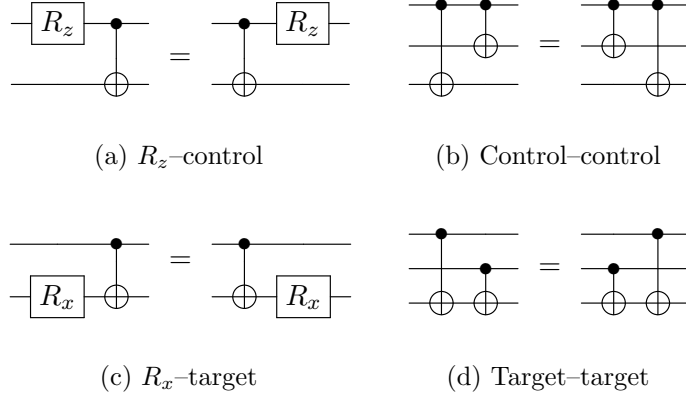 R_z = R_z =
(a) R_z–control (b) Control–control
R_x = R_x =
(c) R_x–target (d) Target–target